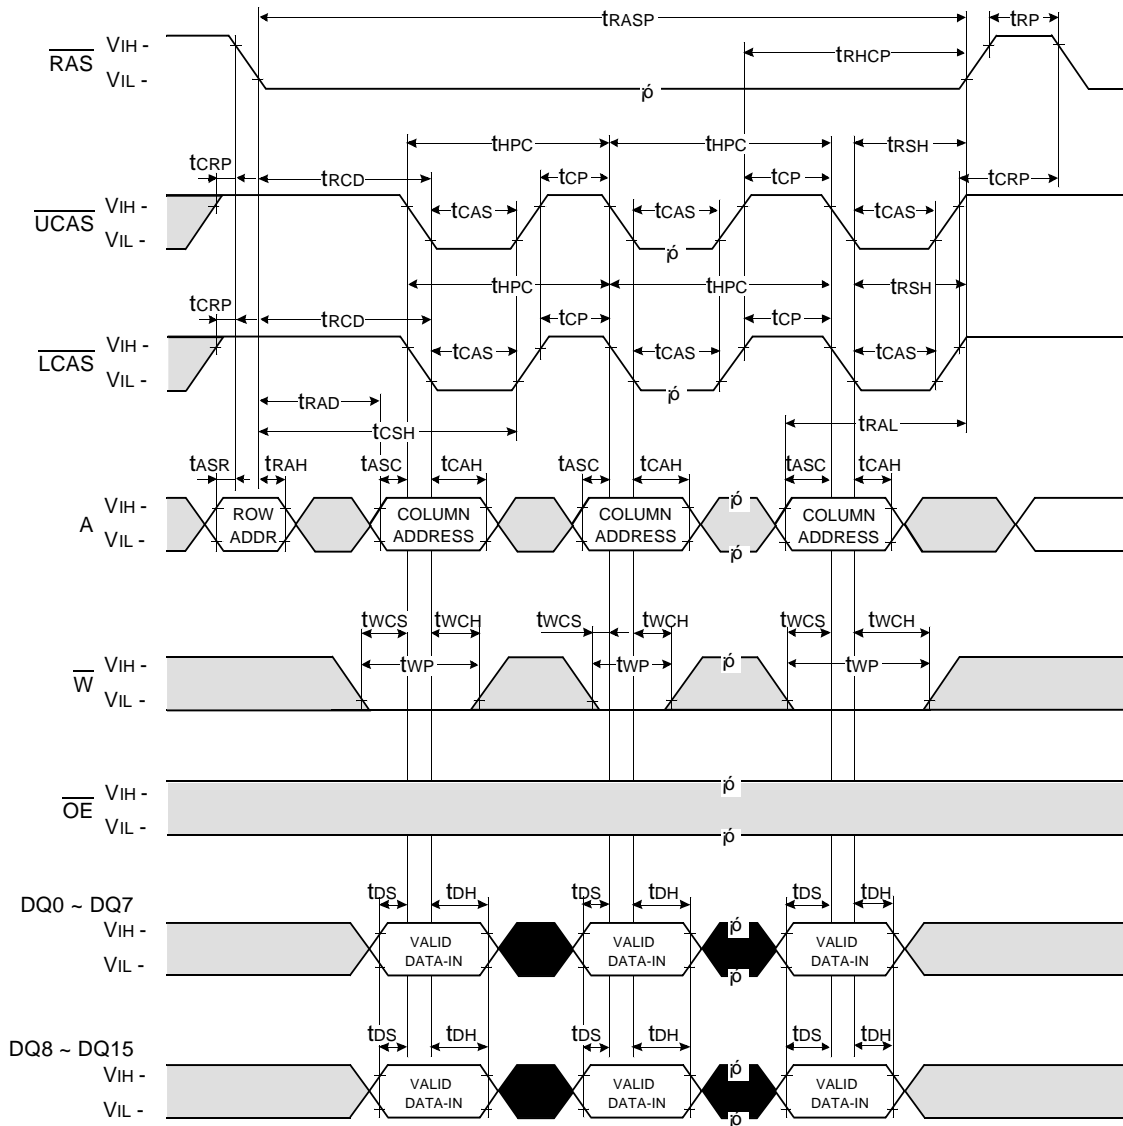 tRASP tRP
RAS VIH -
VIL -
tRHCP
¡ó
tHPC tHPC tRSH
tCRP tRCD tCP tCP tCRP
UCAS VIH -
VIL -
tCAS tCAS tCAS
¡ó
tHPC tHPC tRSH
tCRP tRCD tCP tCP
LCAS VIH -
VIL -
tCAS tCAS tCAS
¡ó
tRAD
tCSH tRAL
tASR tRAH tASC tCAH tASC tCAH tASC tCAH
A VIH -
VIL -
ROW ADDR.
COLUMN ADDRESS
COLUMN ADDRESS
¡ó
¡ó
COLUMN ADDRESS
tWCS tWCH tWCS tWCH tWCS tWCH
tWP tWP tWP
W VIH -
VIL -
¡ó
OE VIH -
VIL -
¡ó
¡ó
DQ0 ~ DQ7
tDS tDH tDS tDH tDS tDH
VIH -
VIL -
VALID DATA-IN
VALID DATA-IN
¡ó
¡ó
VALID DATA-IN
DQ8 ~ DQ15
tDS tDH tDS tDH tDS tDH
VIH -
VIL -
VALID DATA-IN
VALID DATA-IN
¡ó
¡ó
VALID DATA-IN